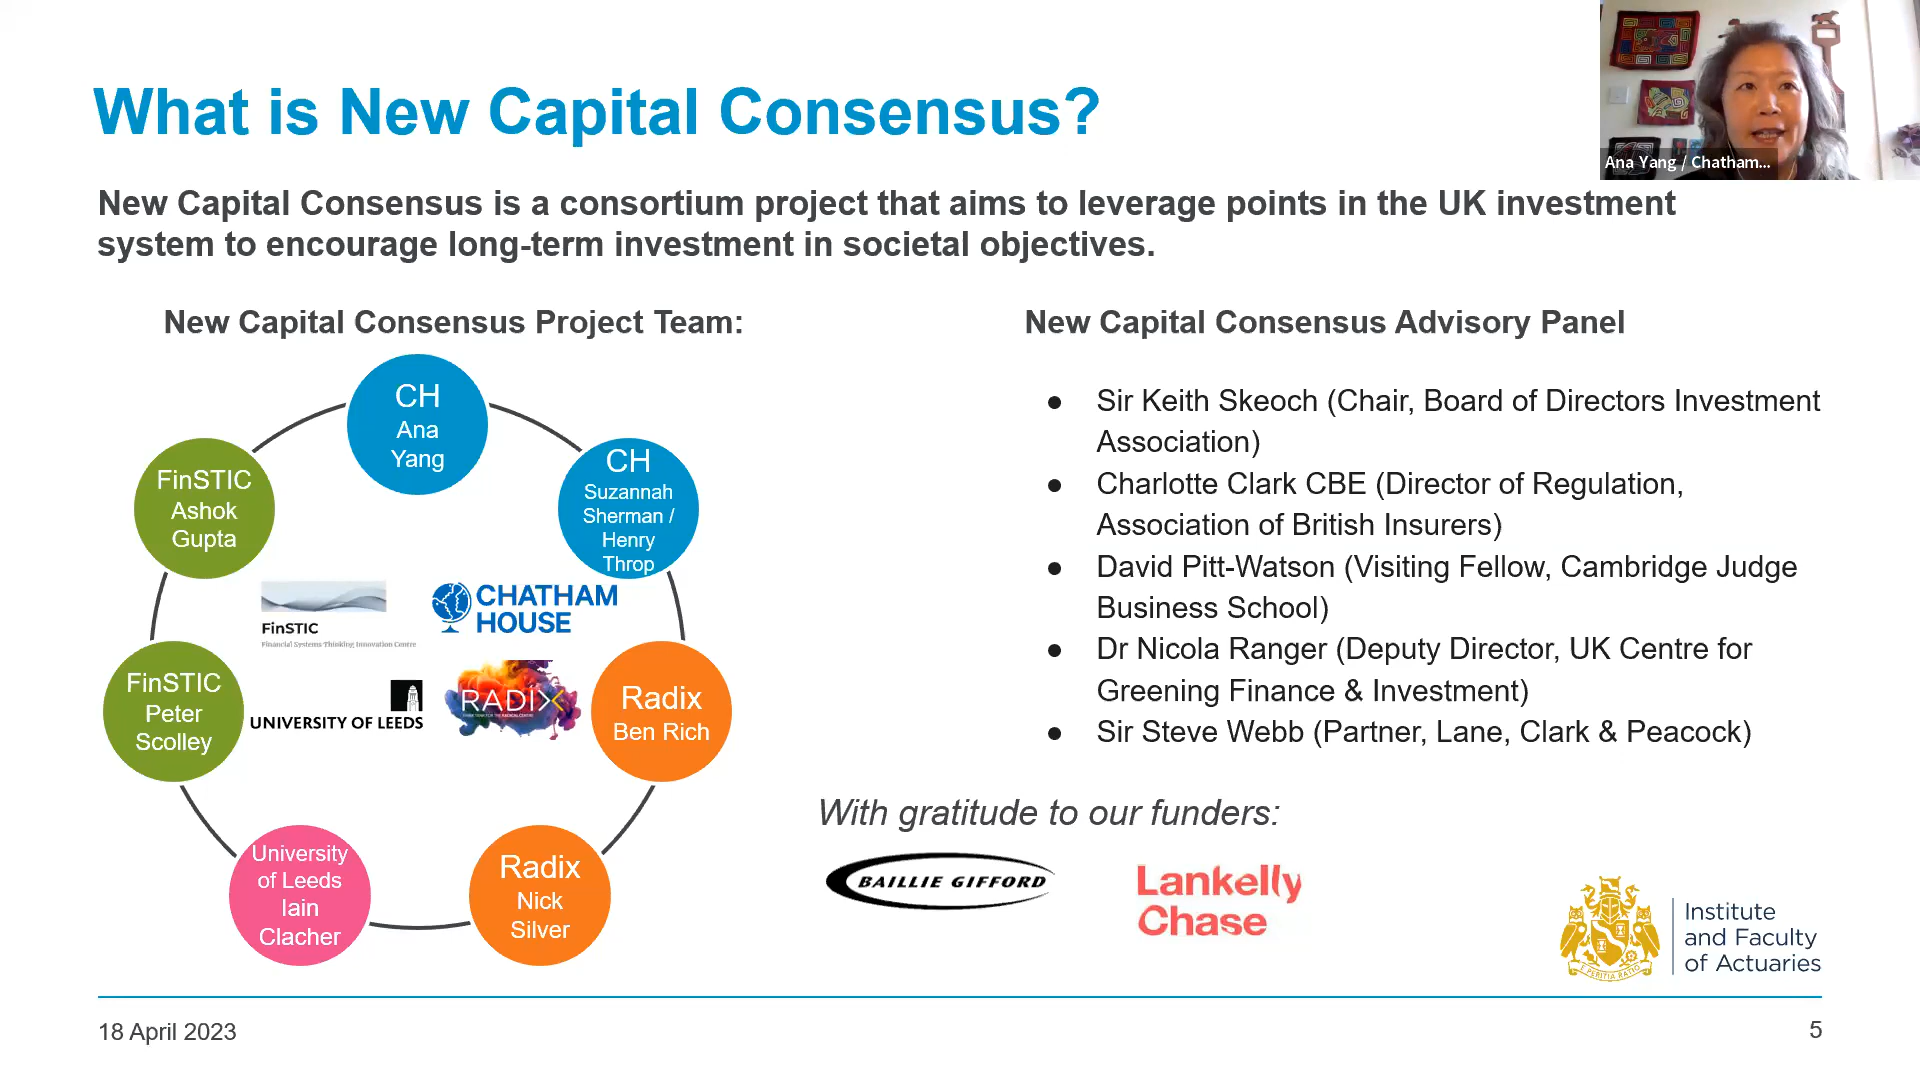 What is New Capital Consensus?
Ana Yang / Chatham...
New Capital Consensus is a consortium project that aims to leverage points in the UK investment
system to encourage long-term investment in societal objectives.
New Capital Consensus Project Team:
CH
Ana
Yang
CH
Suzannah
Sherman /
Henry
Throp
FinSTIC
Ashok
Gupta
FinSTIC
Financial Systems Thinking Innovation Centre
CHATHAM
HOUSE
FinSTIC
Peter
Scolley
UNIVERSITY OF LEEDS
RADIX
Radix
Ben Rich
University
of Leeds
Iain
Clacher
Radix
Nick
Silver
New Capital Consensus Advisory Panel
● Sir Keith Skeoch (Chair, Board of Directors Investment
Association)
● Charlotte Clark CBE (Director of Regulation,
Association of British Insurers)
● David Pitt-Watson (Visiting Fellow, Cambridge Judge
Business School)
● Dr Nicola Ranger (Deputy Director, UK Centre for
Greening Finance & Investment)
● Sir Steve Webb (Partner, Lane, Clark & Peacock)
With gratitude to our funders:
BAILLIE GIFFORD
Lankelly
Chase
Institute
and Faculty
of Actuaries
18 April 2023
5